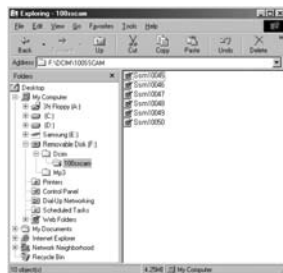 Exploring - 100sscam
File Edit View Go Favorites Tools Help
Back Up Cut Copy Paste Undo Delete
Address F:\DCIM\100SSCAM
Folders
Desktop
My Computer
3½ Floppy (A:)
(C:)
(D:)
Samsung (E:)
Removable Disk (F:)
Dcim
100sscam
Mp3
Printers
Control Panel
Dial-Up Networking
Scheduled Tasks
Web Folders
My Documents
Internet Explorer
Network Neighborhood
Recycle Bin
Ssm10045
Ssm10046
Ssm10047
Ssm10048
Ssm10049
Ssm10050
My Computer